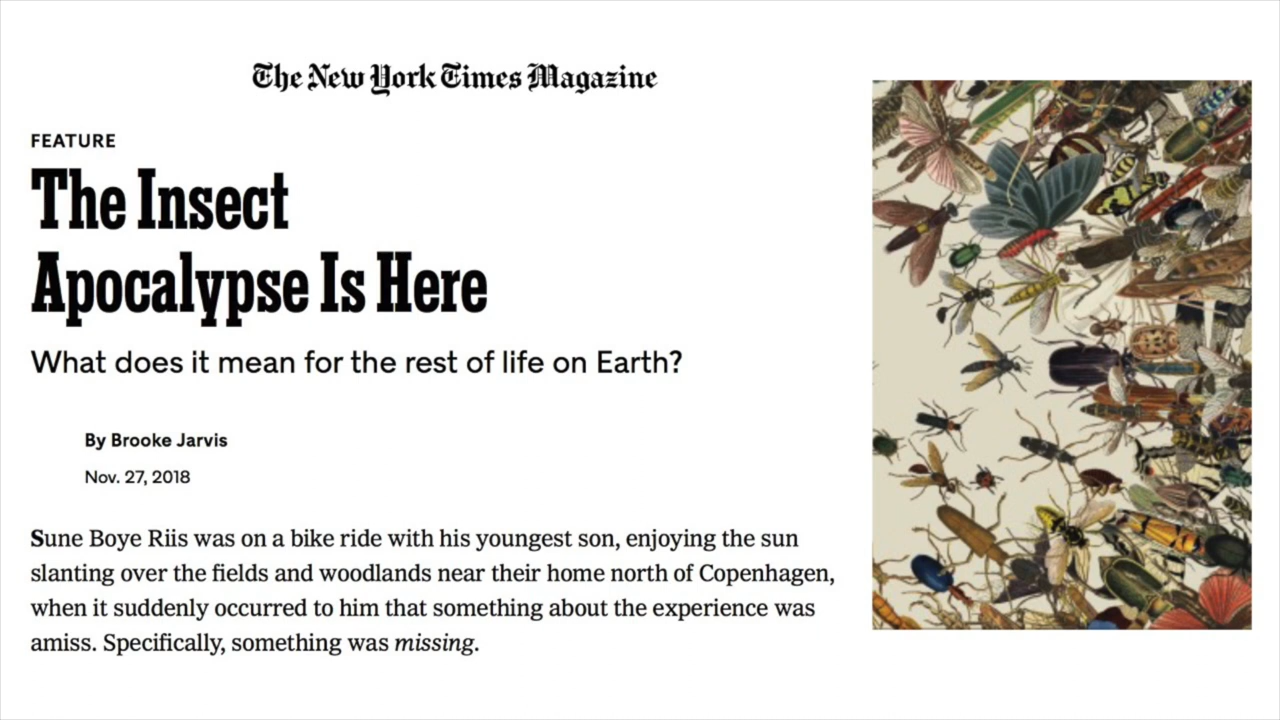 The New York Times Magazine
FEATURE
The Insect
Apocalypse Is Here
What does it mean for the rest of life on Earth?
By Brooke Jarvis
Nov. 27, 2018
Sune Boye Riis was on a bike ride with his youngest son, enjoying the sun
slanting over the fields and woodlands near their home north of Copenhagen,
when it suddenly occurred to him that something about the experience was
amiss. Specifically, something was missing.